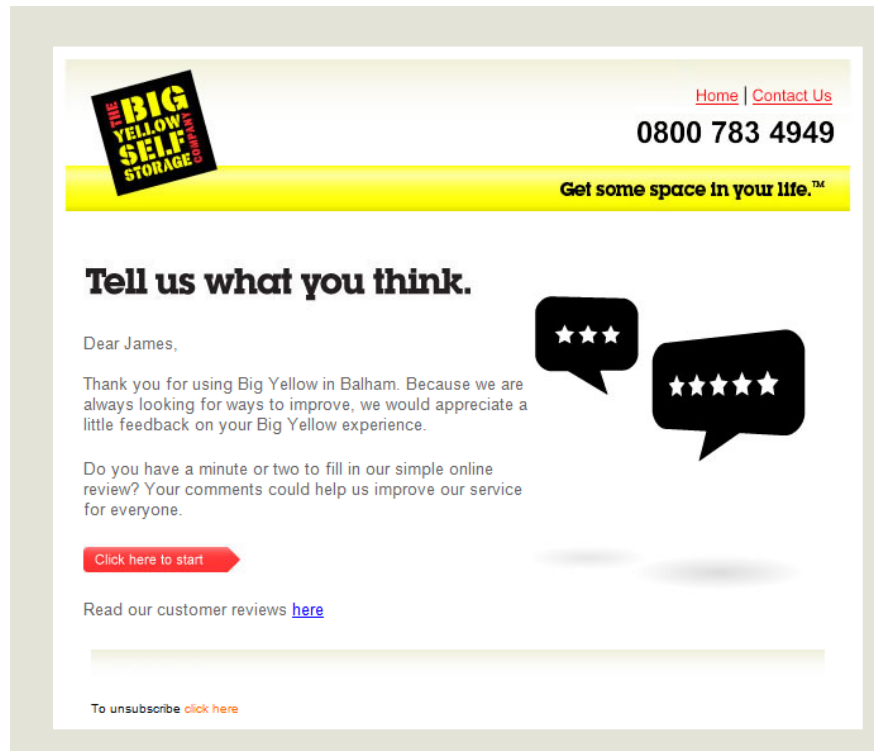 THE
BIG
YELLOW
SELF
STORAGE
COMPANY
Home | Contact Us
0800 783 4949
Get some space in your life.™
Tell us what you think.
Dear James,
Thank you for using Big Yellow in Balham. Because we are
always looking for ways to improve, we would appreciate a
little feedback on your Big Yellow experience.
Do you have a minute or two to fill in our simple online
review? Your comments could help us improve our service
for everyone.
Click here to start
Read our customer reviews here
To unsubscribe click here